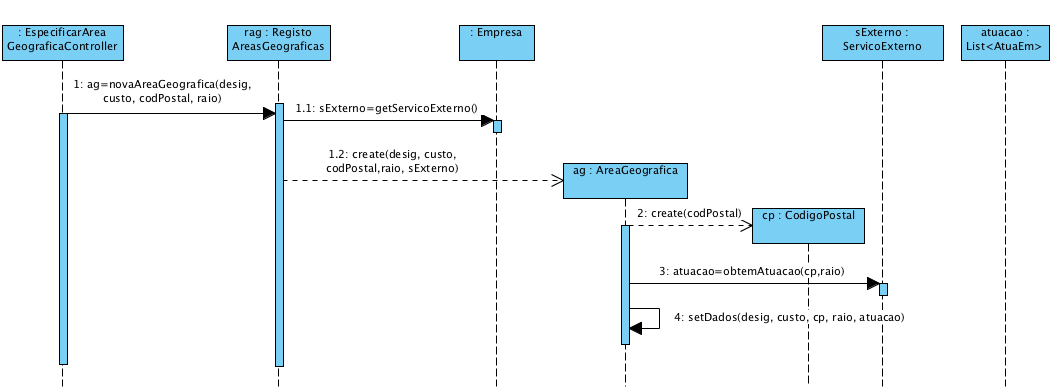 : EspecificarArea
GeograficaController
rag : Registo
AreasGeograficas
: Empresa
sExterno :
ServicoExterno
atuacao :
List<AtuaEm>
1: ag=novaAreaGeografica(desig,
custo, codPostal, raio)
1.1: sExterno=getServicoExterno()
1.2: create(desig, custo,
codPostal,raio, sExterno)
ag : AreaGeografica
2: create(codPostal)
cp : CodigoPostal
3: atuacao=obtemAtuacao(cp,raio)
4: setDados(desig, custo, cp, raio, atuacao)